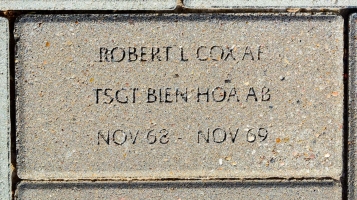 ROBERT L COX AF
TSGT BIEN HOA AB
NOV 68 - NOV 69